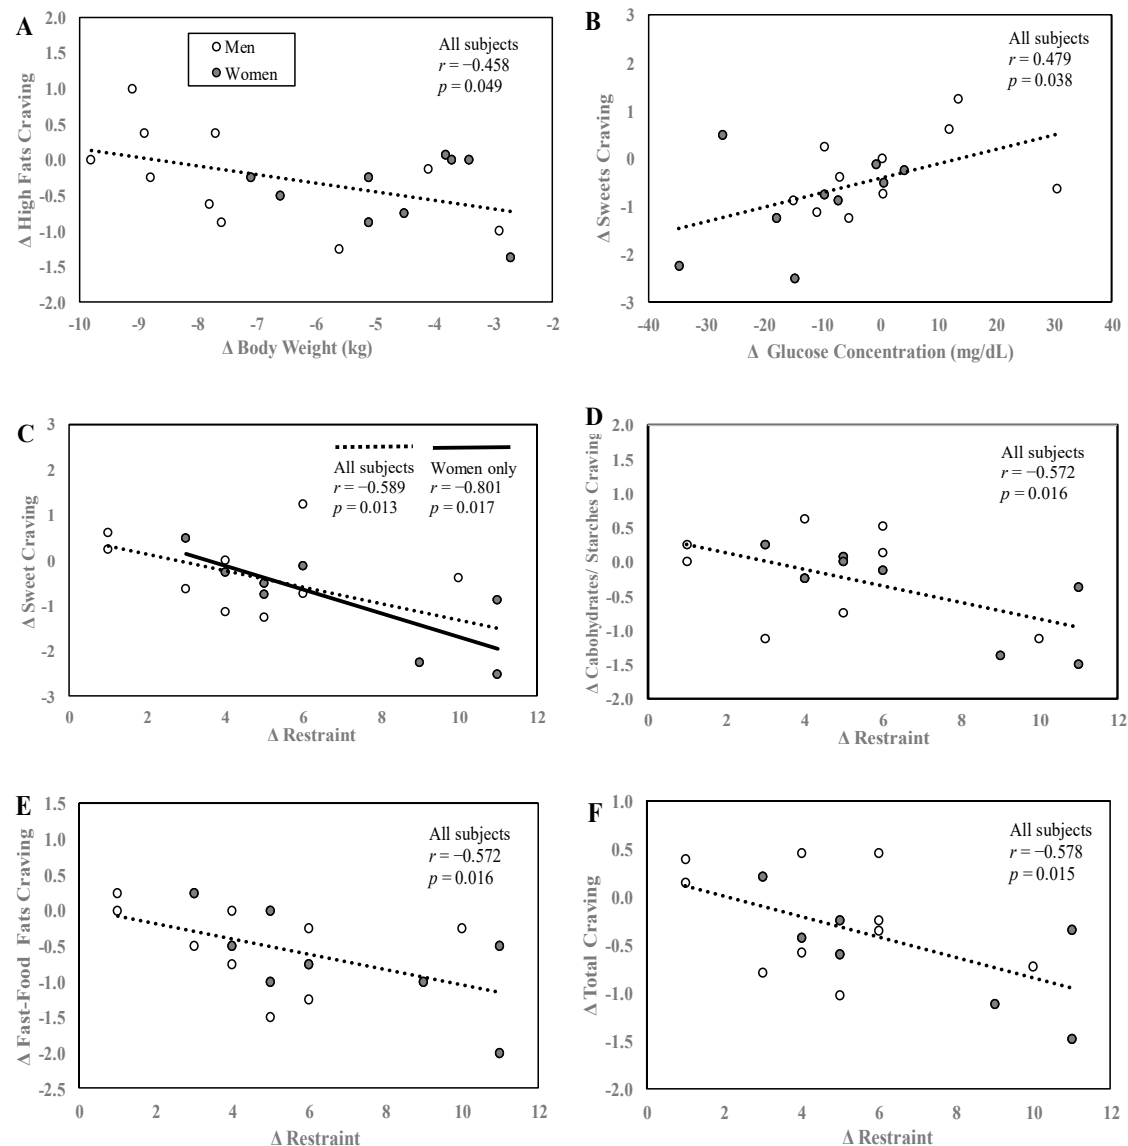 A
2.0
1.5
1.0
0.5
0.0
-0.5
-1.0
-1.5
-2.0
Δ High Fats Craving
Men
Women
All subjects
r = −0.458
p = 0.049
-10 -9 -8 -7 -6 -5 -4 -3 -2
Δ Body Weight (kg)
B
3
2
1
0
-1
-2
-3
Δ Sweets Craving
All subjects
r = 0.479
p = 0.038
-40 -30 -20 -10 0 10 20 30 40
Δ Glucose Concentration (mg/dL)
C
3
2
1
0
-1
-2
-3
Δ Sweet Craving
All subjects Women only
r = −0.589 r = −0.801
p = 0.013 p = 0.017
0 2 4 6 8 10 12
Δ Restraint
D
2.0
1.5
1.0
0.5
0.0
-0.5
-1.0
-1.5
-2.0
Δ Cabohydrates/ Starches Craving
All subjects
r = −0.572
p = 0.016
0 2 4 6 8 10 12
Δ Restraint
E
1.5
1.0
0.5
0.0
-0.5
-1.0
-1.5
-2.0
-2.5
Δ Fast-Food Fats Craving
All subjects
r = −0.572
p = 0.016
0 2 4 6 8 10 12
Δ Restraint
F
1.0
0.5
0.0
-0.5
-1.0
-1.5
-2.0
Δ Total Craving
All subjects
r = −0.578
p = 0.015
0 2 4 6 8 10 12
Δ Restraint